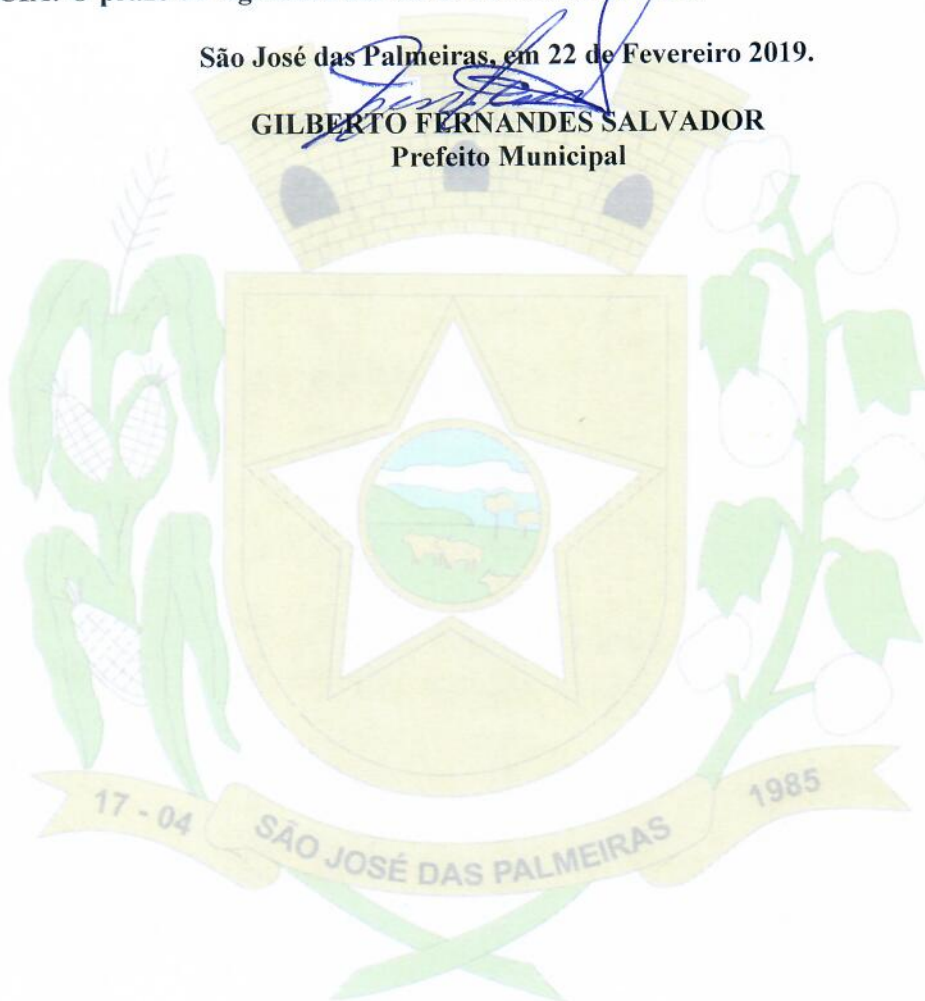 São José das Palmeiras, em 22 de Fevereiro 2019.
GILBERTO FERNANDES SALVADOR
Prefeito Municipal
17 - 04
SÃO JOSÉ DAS PALMEIRAS
1985